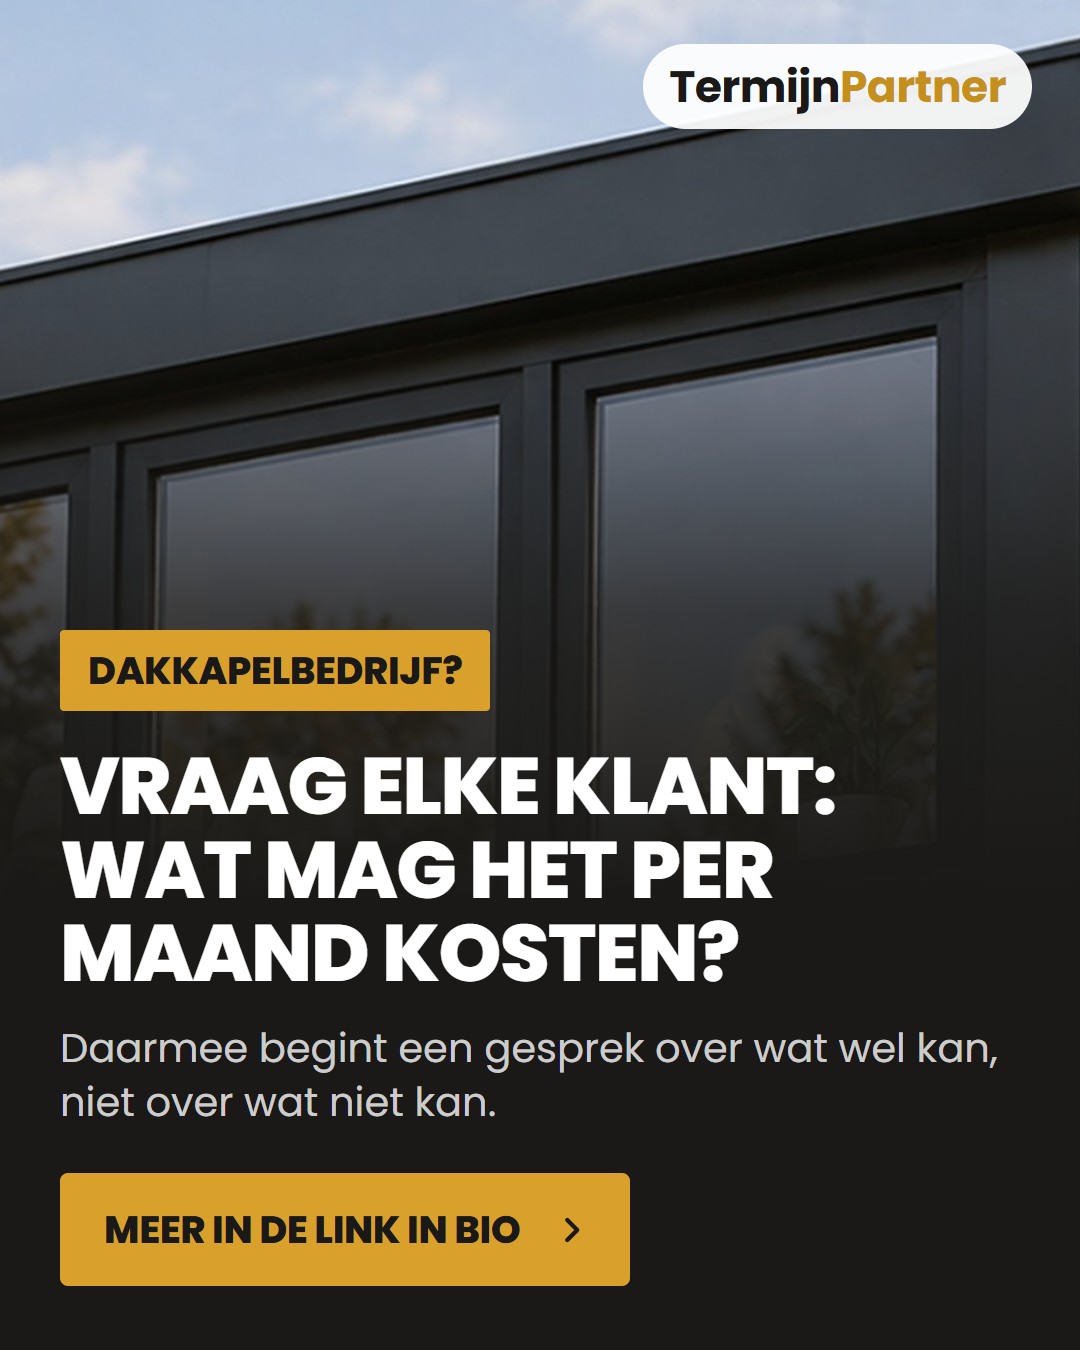 TermijnPartner
DAKKAPELBEDRIJF?
VRAAG ELKE KLANT:
WAT MAG HET PER
MAAND KOSTEN?
Daarmee begint een gesprek over wat wel kan,
niet over wat niet kan.
MEER IN DE LINK IN BIO